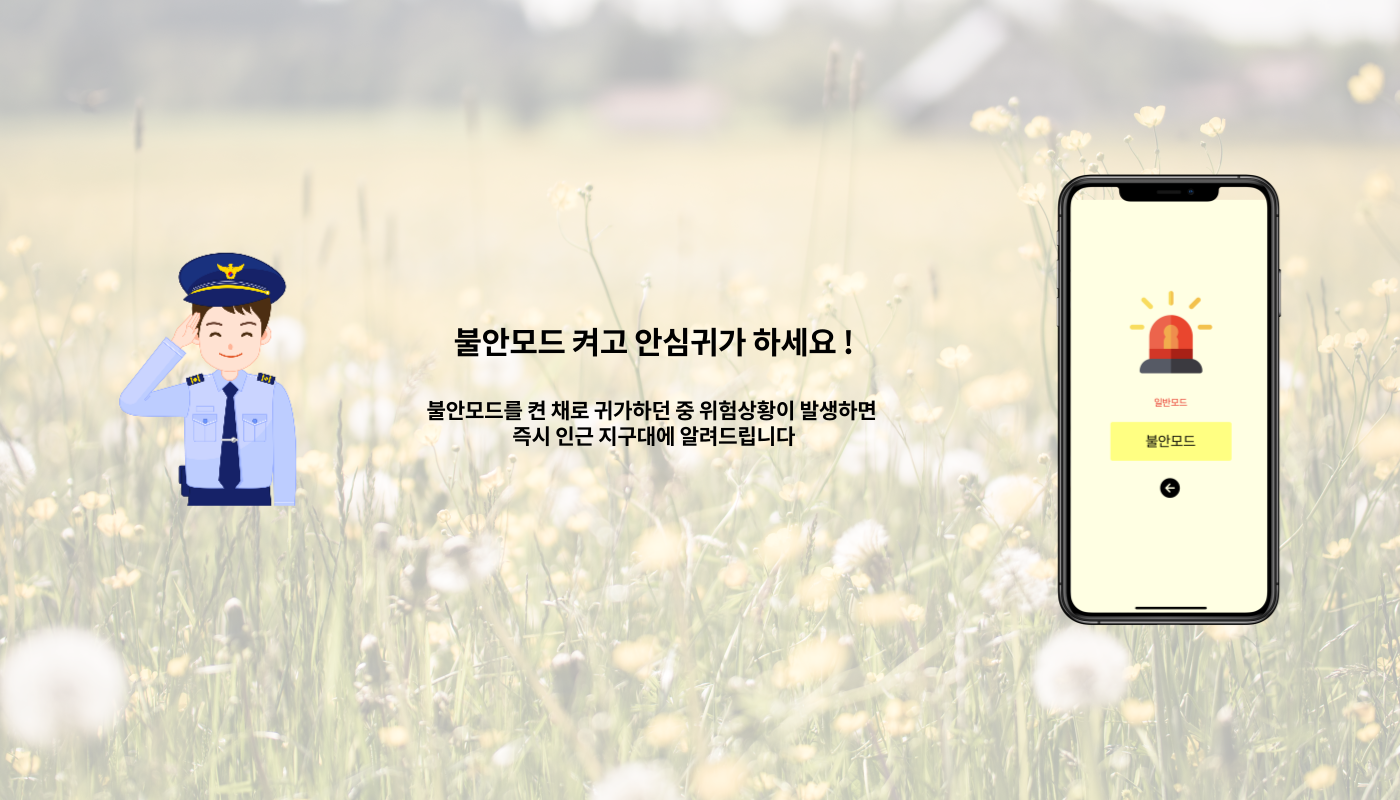 불안모드 켜고 안심귀가 하세요 !
불안모드를 켠 채로 귀가하던 중 위험상황이 발생하면
즉시 인근 지구대에 알려드립니다
일반모드
불안모드